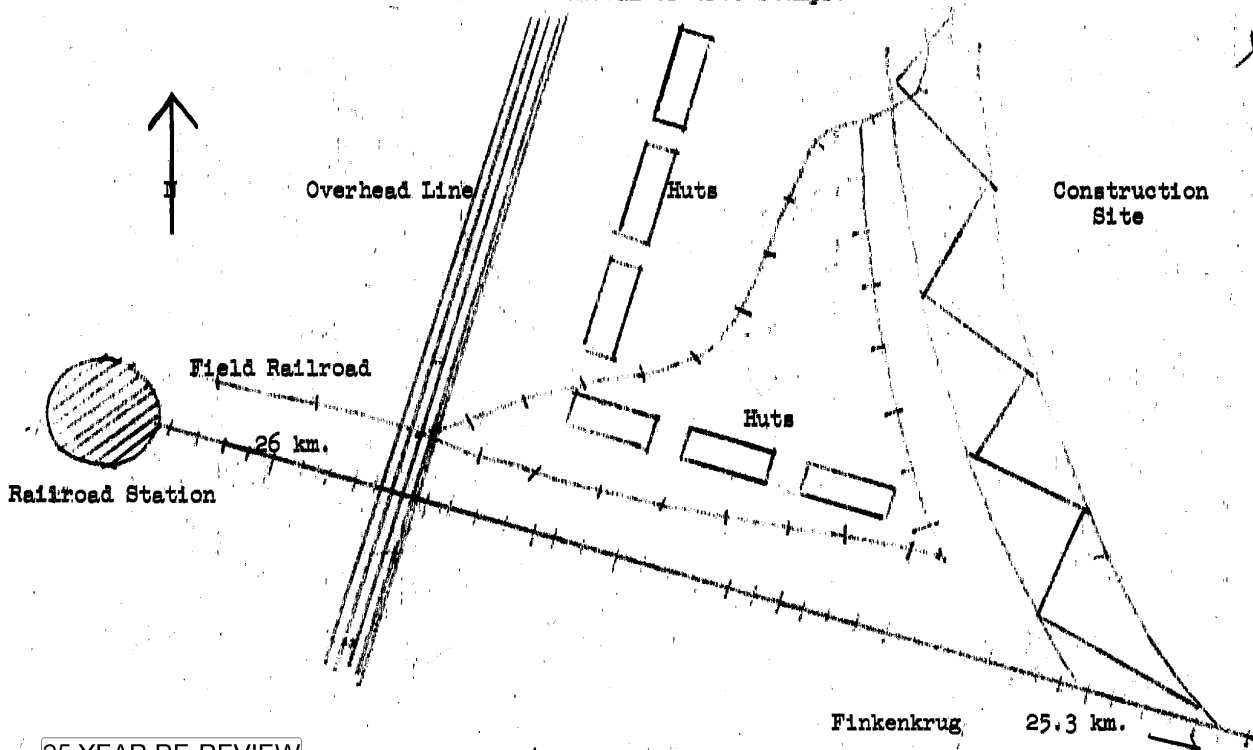 N
Overhead Line
Huts
Construction
Site
Field Railroad
26 km.
Huts
Railroad Station
Finkenkrug 25.3 km.
25 YEAR RE-REVIEW